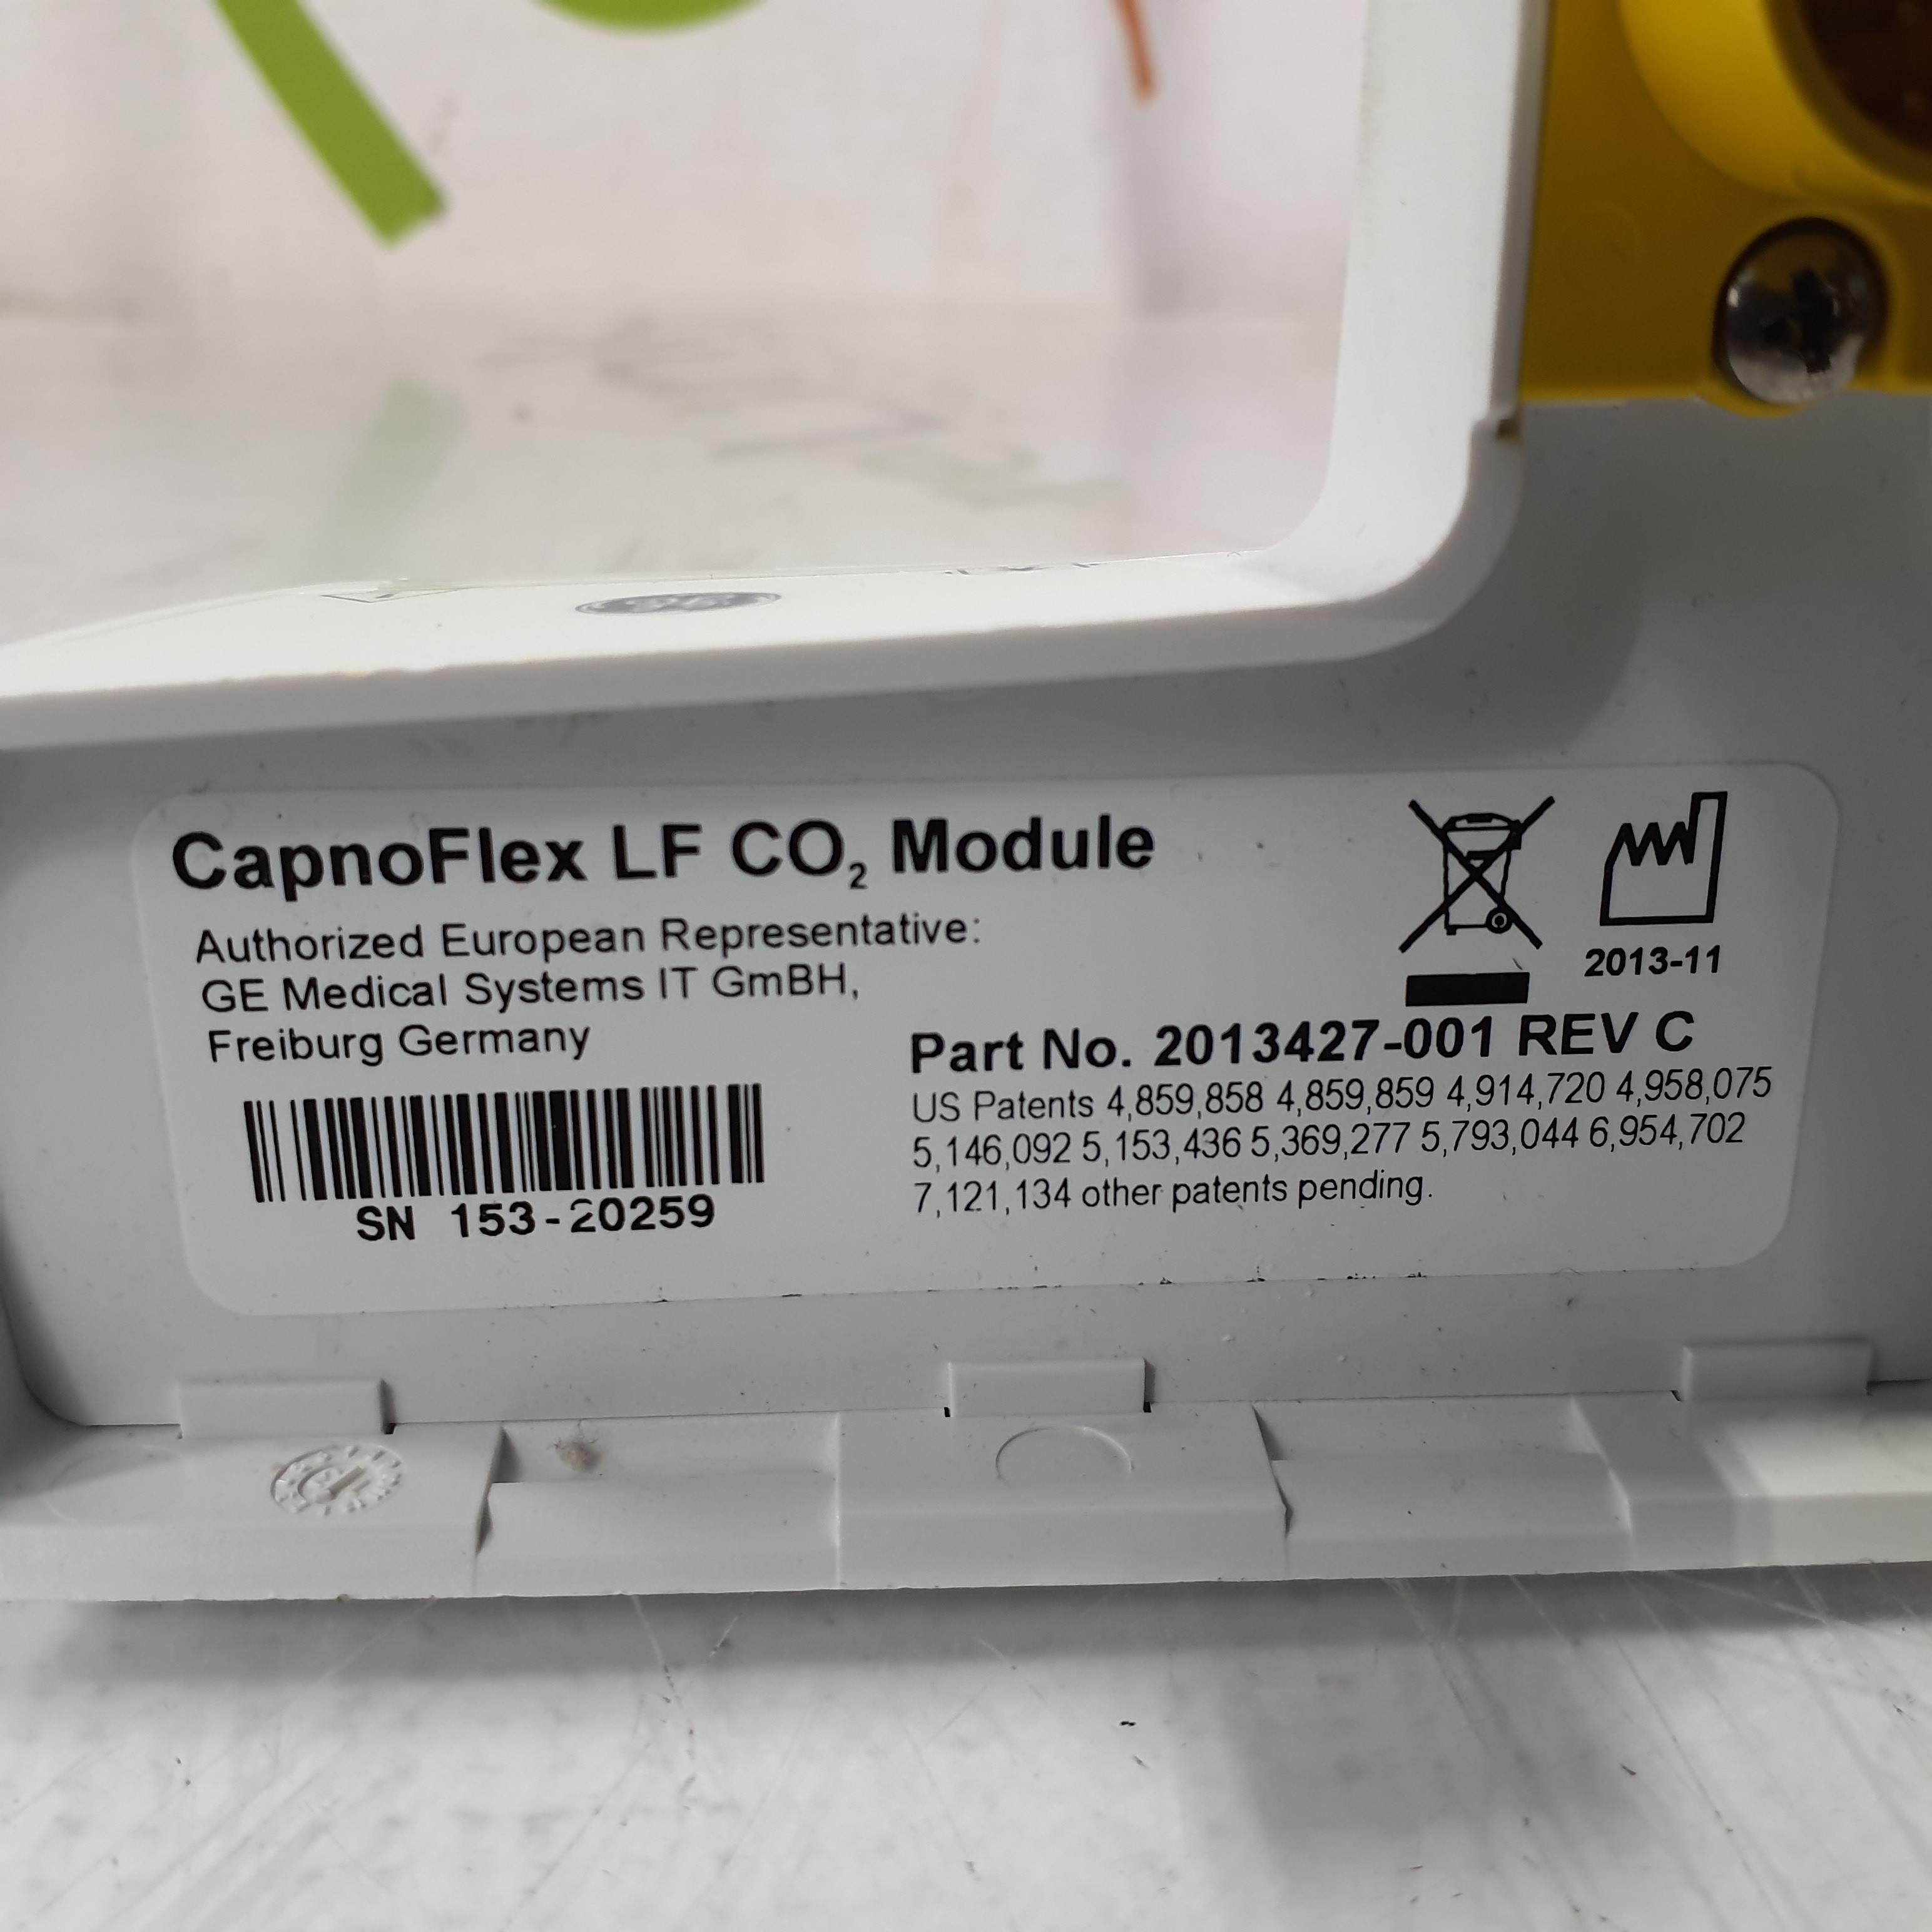 CapnoFlex LF CO₂ Module
Authorized European Representative:
GE Medical Systems IT GmBH,
Freiburg Germany
SN 153-20259
2013-11
Part No. 2013427-001 REV C
US Patents 4,859,858 4,859,859 4,914,720 4,958,075
5,146,092 5,153,436 5,369,277 5,793,044 6,954,702
7,121,134 other patents pending.